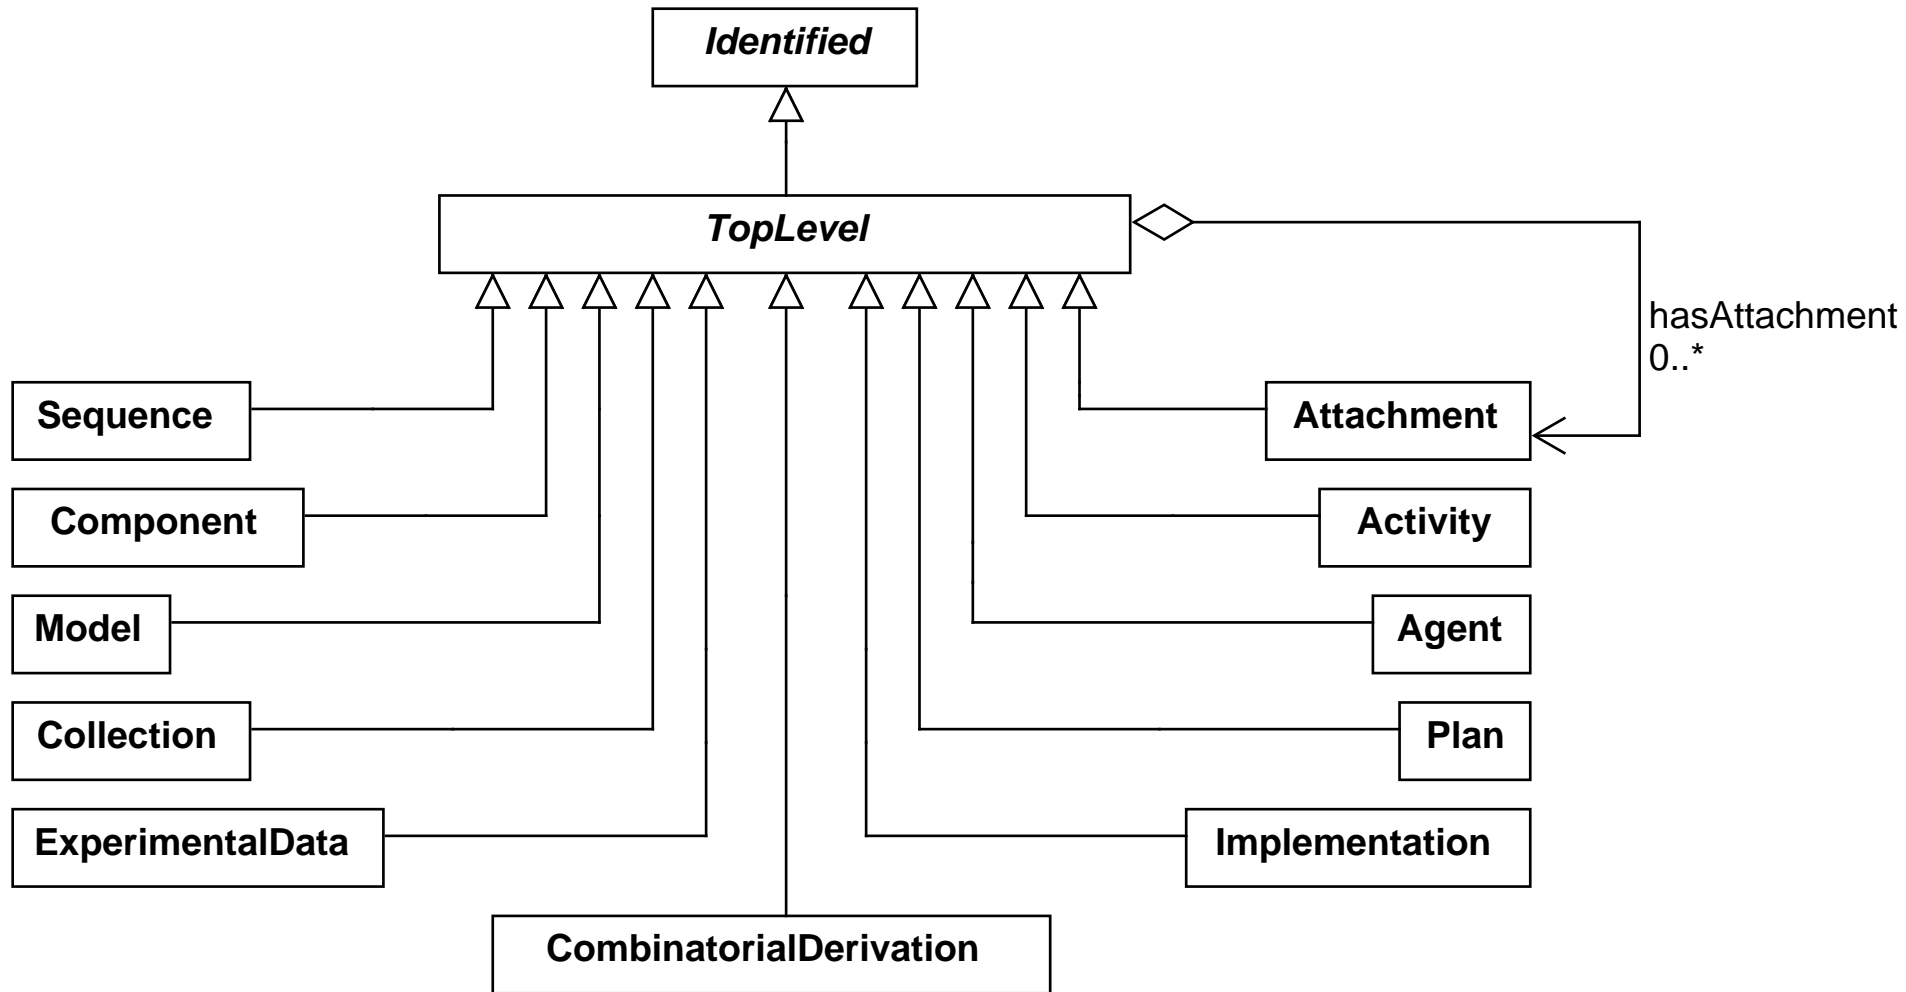 Identified
TopLevel
hasAttachment
0..*
Sequence
Attachment
Component
Activity
Model
Agent
Collection
Plan
ExperimentalData
Implementation
CombinatorialDerivation